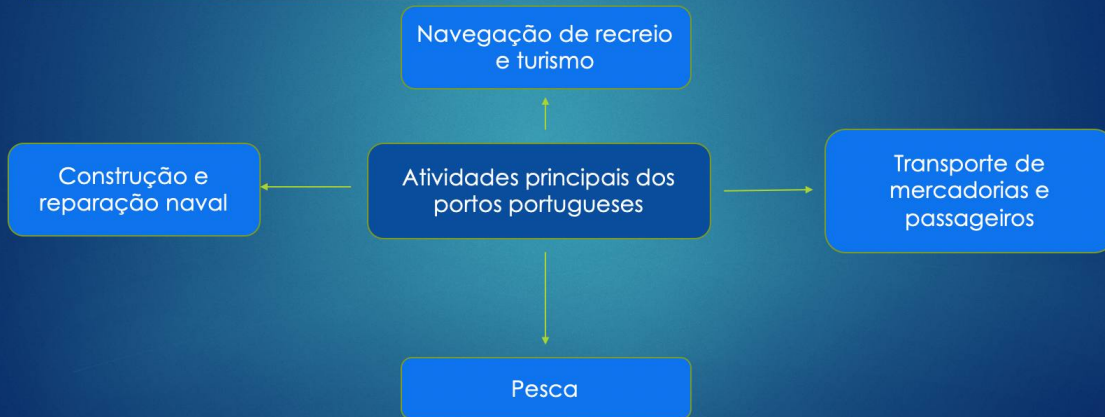 Navegação de recreio
e turismo
Construção e
reparação naval
Atividades principais dos
portos portugueses
Transporte de
mercadorias e
passageiros
Pesca